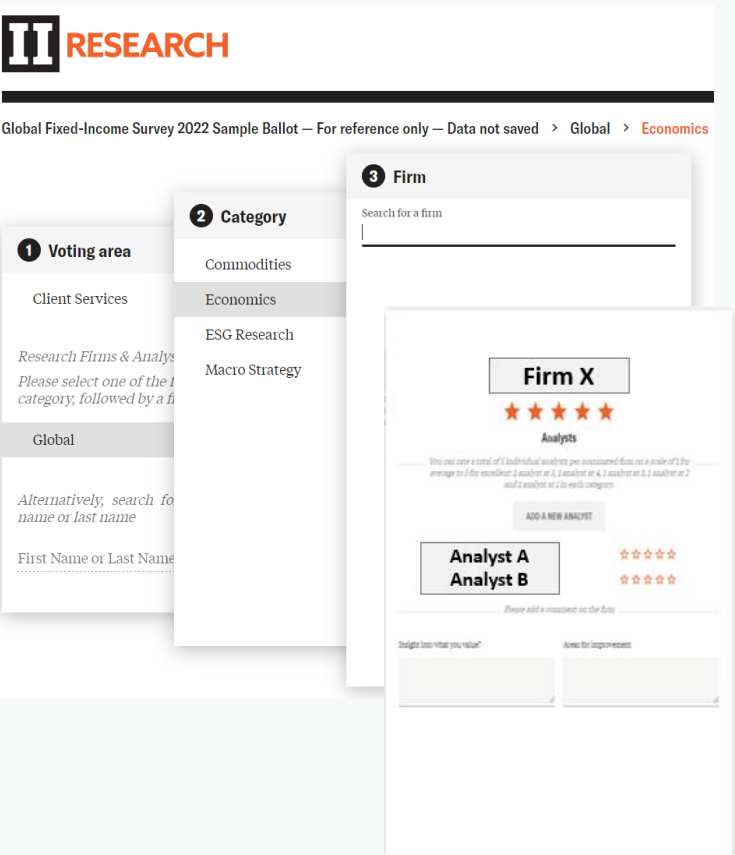 II RESEARCH
Global Fixed-Income Survey 2022 Sample Ballot — For reference only — Data not saved > Global > Economics
1 Voting area
Client Services
Research Firms & Analys
Please select one of the f
category, followed by a fi
Global
Alternatively, search fo
name or last name
First Name or Last Name
2 Category
Commodities
Economics
ESG Research
Macro Strategy
3 Firm
Search for a firm
Firm X
Analysts
You can rate a total of 5 individual analysts per nominated firm on a scale of 1 for
average to 5 for excellent: 1 analyst at 5, 1 analyst at 4, 1 analyst at 3, 1 analyst at 2
and 1 analyst at 1 in each category.
ADD A NEW ANALYST
Analyst A
Analyst B
Please add a comment on the firm
Insight into what you value?
Areas for improvement